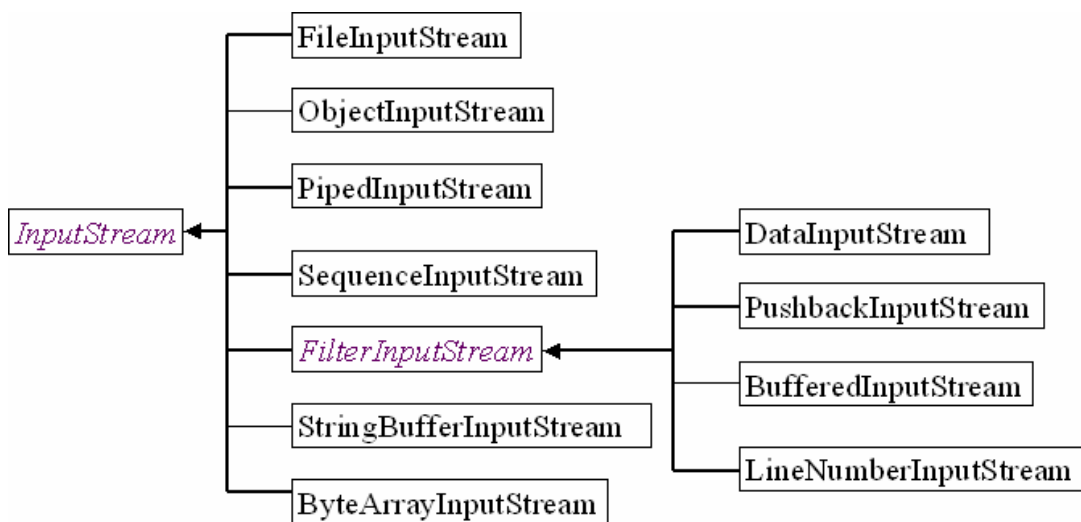 FileInputStream
ObjectInputStream
PipedInputStream
InputStream
SequenceInputStream
FilterInputStream
StringBufferInputStream
ByteArrayInputStream
DataInputStream
PushbackInputStream
BufferedInputStream
LineNumberInputStream